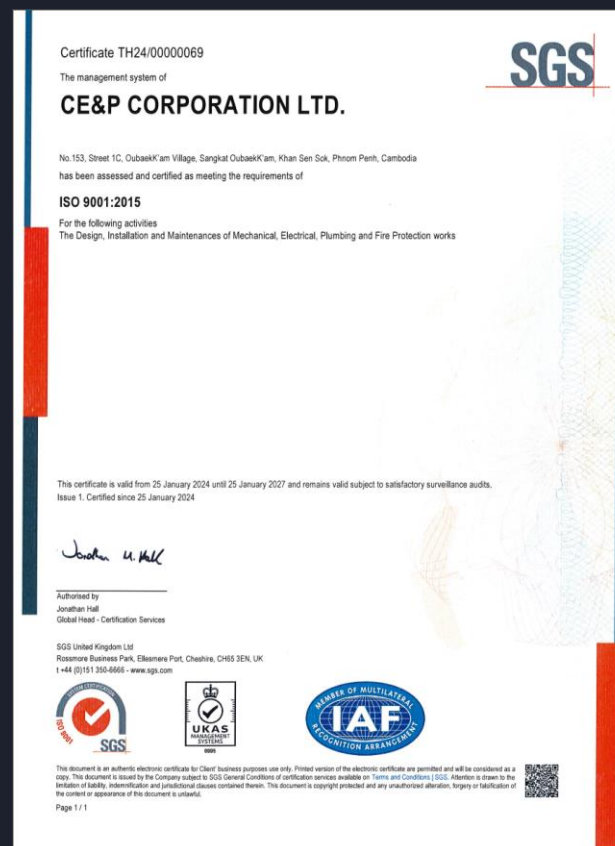 Certificate TH24/00000069
SGS
The management system of
CE&P CORPORATION LTD.
No.153, Street 1C, OubaekK'am Village, Sangkat OubaekK'am, Khan Sen Sok, Phnom Penh, Cambodia
has been assessed and certified as meeting the requirements of
ISO 9001:2015
For the following activities
The Design, Installation and Maintenances of Mechanical, Electrical, Plumbing and Fire Protection works
This certificate is valid from 25 January 2024 until 25 January 2027 and remains valid subject to satisfactory surveillance audits.
Issue 1. Certified since 25 January 2024
Jonathan M. Hall
Authorised by
Jonathan Hall
Global Head - Certification Services
SGS United Kingdom Ltd
Rossmore Business Park, Ellesmere Port, Cheshire, CH65 3EN, UK
t +44 (0)151 350-6666 - www.sgs.com
SYSTEM CERTIFICATION
ISO 9001
SGS
UKAS
MANAGEMENT
SYSTEMS
0005
MEMBER OF MULTILATERAL
IAF
RECOGNITION ARRANGEMENT
This document is an authentic electronic certificate for Client' business purposes use only. Printed version of the electronic certificate are permitted and will be considered as a
copy. This document is issued by the Company subject to SGS General Conditions of certification services available on Terms and Conditions | SGS. Attention is drawn to the
limitation of liability, indemnification and jurisdictional clauses contained therein. This document is copyright protected and any unauthorized alteration, forgery or falsification of
the content or appearance of this document is unlawful.
Page 1 / 1